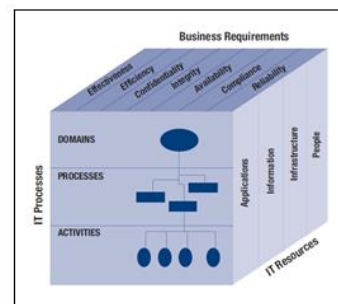 Business Requirements
Effectiveness
Efficiency
Confidentiality
Integrity
Availability
Compliance
Reliability
DOMAINS
PROCESSES
ACTIVITIES
IT Processes
Applications
Information
Infrastructure
People
IT Resources